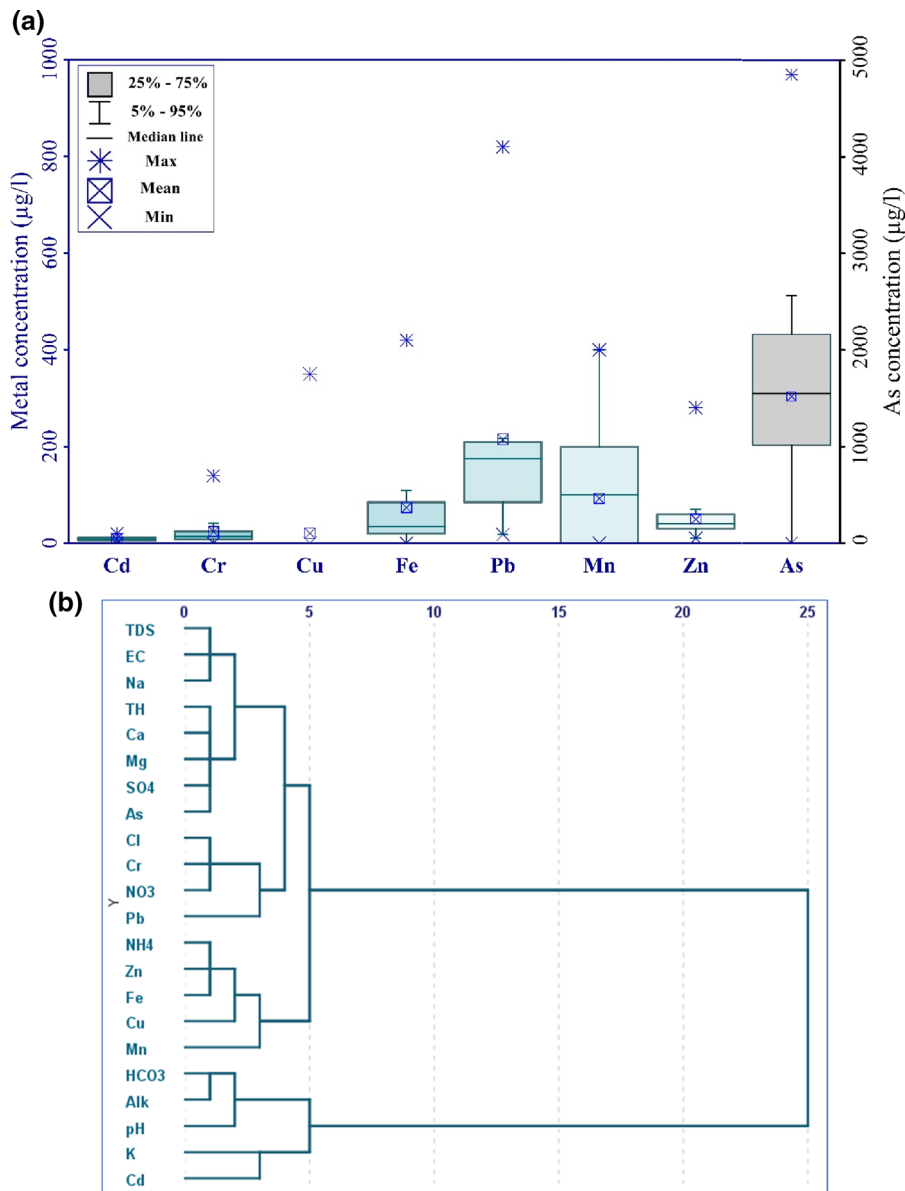 (a)
1000
800
600
400
200
0
Metal concentration (µg/l)
25% - 75%
5% - 95%
Median line
Max
Mean
Min
5000
4000
3000
2000
1000
0
As concentration (µg/l)
Cd Cr Cu Fe Pb Mn Zn As
(b)
0 5 10 15 20 25
Y
TDS
EC
Na
TH
Ca
Mg
SO4
As
Cl
Cr
NO3
Pb
NH4
Zn
Fe
Cu
Mn
HCO3
Alk
pH
K
Cd